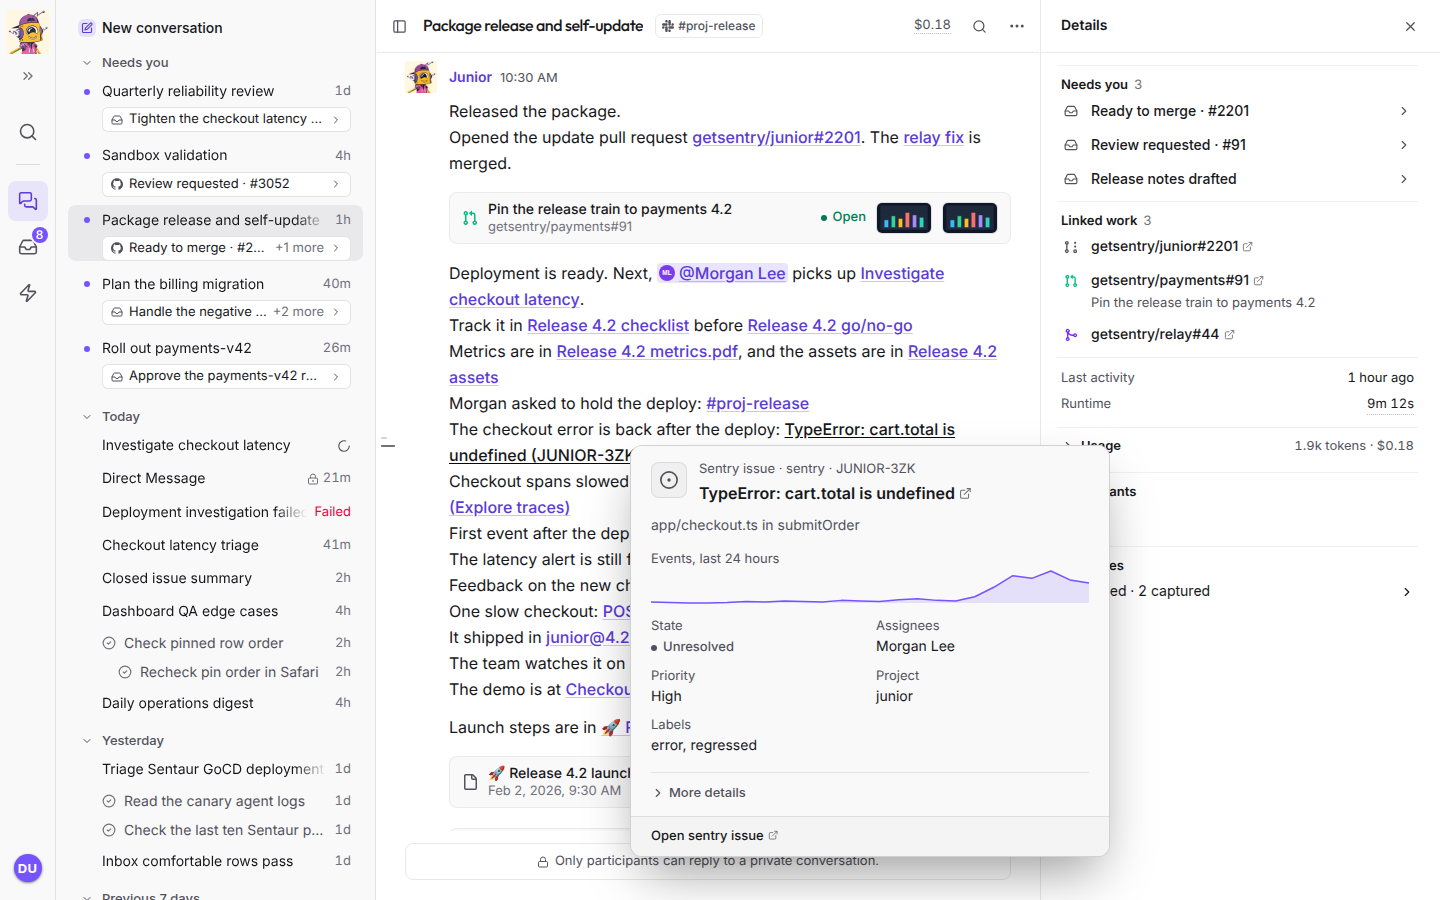 New conversation
Needs you
Quarterly reliability review 1d
Tighten the checkout latency ...
Sandbox validation 4h
Review requested · #3052
Package release and self-update 1h
Ready to merge · #2... +1 more
Plan the billing migration 40m
Handle the negative ... +2 more
Roll out payments-v42 26m
Approve the payments-v42 r...
Today
Investigate checkout latency
Direct Message 21m
Deployment investigation failed Failed
Checkout latency triage 41m
Closed issue summary 2h
Dashboard QA edge cases 4h
Check pinned row order 2h
Recheck pin order in Safari 2h
Daily operations digest 4h
Yesterday
Triage Sentaur GoCD deployment 1d
Read the canary agent logs 1d
Check the last ten Sentaur p... 1d
Inbox comfortable rows pass 1d
Previous 7 days
8
DU
Package release and self-update #proj-release $0.18
Junior 10:30 AM
Released the package.
Opened the update pull request getsentry/junior#2201. The relay fix is
merged.
Pin the release train to payments 4.2
getsentry/payments#91
Open
Deployment is ready. Next, ML @Morgan Lee picks up Investigate
checkout latency.
Track it in Release 4.2 checklist before Release 4.2 go/no-go
Metrics are in Release 4.2 metrics.pdf, and the assets are in Release 4.2
assets
Morgan asked to hold the deploy: #proj-release
The checkout error is back after the deploy: TypeError: cart.total is
undefined (JUNIOR-3ZK
Checkout spans slowed
(Explore traces)
First event after the dep
The latency alert is still f
Feedback on the new ch
One slow checkout: POS
It shipped in junior@4.2
The team watches it on
The demo is at Checkou
Launch steps are in 🚀
🚀 Release 4.2 launch
Feb 2, 2026, 9:30 AM
Only participants can reply to a private conversation.
Sentry issue · sentry · JUNIOR-3ZK
TypeError: cart.total is undefined
app/checkout.ts in submitOrder
Events, last 24 hours
State Assignees
Unresolved Morgan Lee
Priority Project
High junior
Labels
error, regressed
More details
Open sentry issue
Details
Needs you 3
Ready to merge · #2201
Review requested · #91
Release notes drafted
Linked work 3
getsentry/junior#2201
getsentry/payments#91
Pin the release train to payments 4.2
getsentry/relay#44
Last activity 1 hour ago
Runtime 9m 12s
Usage 1.9k tokens · $0.18
ants
es
ed · 2 captured